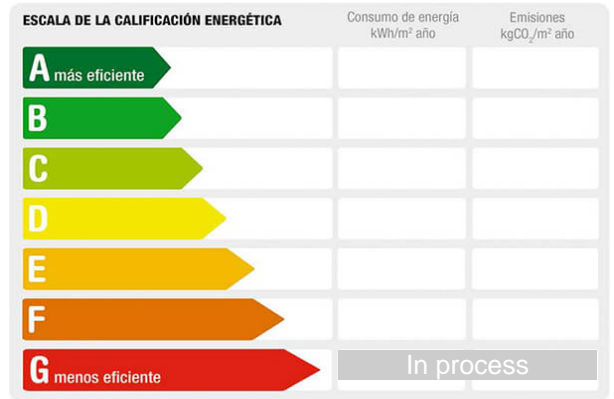 ESCALA DE LA CALIFICACIÓN ENERGÉTICA
Consumo de energía
kWh/m² año
Emisiones
kgCO₂/m² año
A más eficiente
B
C
D
E
F
G menos eficiente
In process